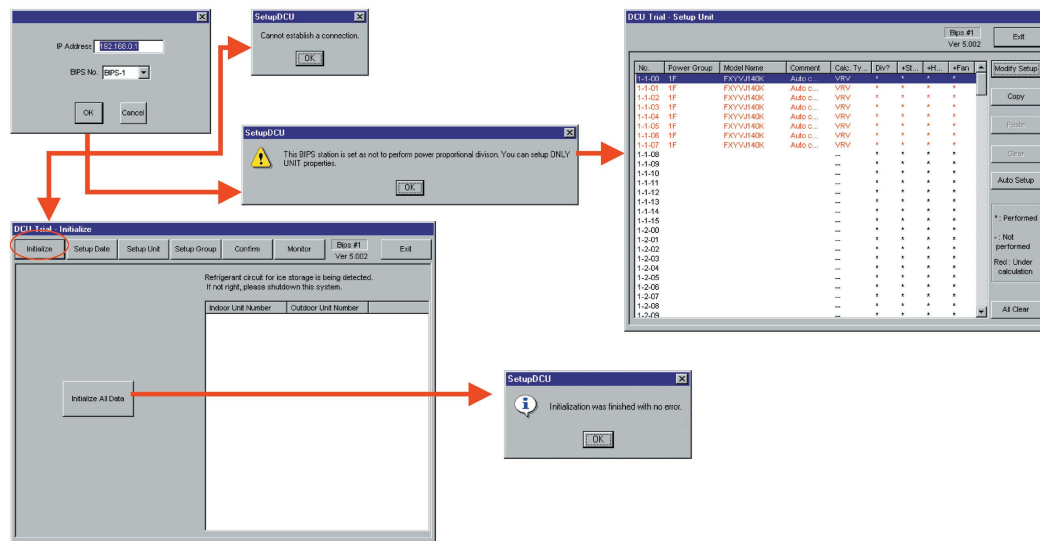 IP Address 192.168.0.1
BIPS No. BIPS-1
OK Cancel
SetupDCU
Cannot establish a connection.
OK
SetupDCU
This BIPS station is set as not to perform power proportional divison. You can setup ONLY
UNIT properties.
OK
DCU Trial - Initialize
Initialize Setup Date Setup Unit Setup Group Confirm Monitor Bips #1 Ver 5.002 Exit
Refrigerant circuit for ice storage is being detected.
If not right, please shutdown this system.
Indoor Unit Number Outdoor Unit Number
Initialize All Data
SetupDCU
Initialization was finished with no error.
OK
DCU Trial - Setup Unit
Bips #1
Ver 5.002
Exit
No. Power Group Model Name Comment Calc. Ty... Div? +St... +H... +Fan
1-1-00 1F FXYVJ140K Auto c... VRV * * * *
1-1-01 1F FXYVJ140K Auto c... VRV * * * *
1-1-02 1F FXYVJ140K Auto c... VRV * * * *
1-1-03 1F FXYVJ140K Auto c... VRV * * * *
1-1-04 1F FXYVJ140K Auto c... VRV * * * *
1-1-05 1F FXYVJ140K Auto c... VRV * * * *
1-1-06 1F FXYVJ140K Auto c... VRV * * * *
1-1-07 1F FXYVJ140K Auto c... VRV * * * *
1-1-08 -- * * * *
1-1-09 -- * * * *
1-1-10 -- * * * *
1-1-11 -- * * * *
1-1-12 -- * * * *
1-1-13 -- * * * *
1-1-14 -- * * * *
1-1-15 -- * * * *
1-2-00 -- * * * *
1-2-01 -- * * * *
1-2-02 -- * * * *
1-2-03 -- * * * *
1-2-04 -- * * * *
1-2-05 -- * * * *
1-2-06 -- * * * *
1-2-07 -- * * * *
1-2-08 -- * * * *
1-2-09 -- * * * *
Modify Setup
Copy
Paste
Clear
Auto Setup
* : Performed
- : Not
performed
Red : Under
calculation
All Clear